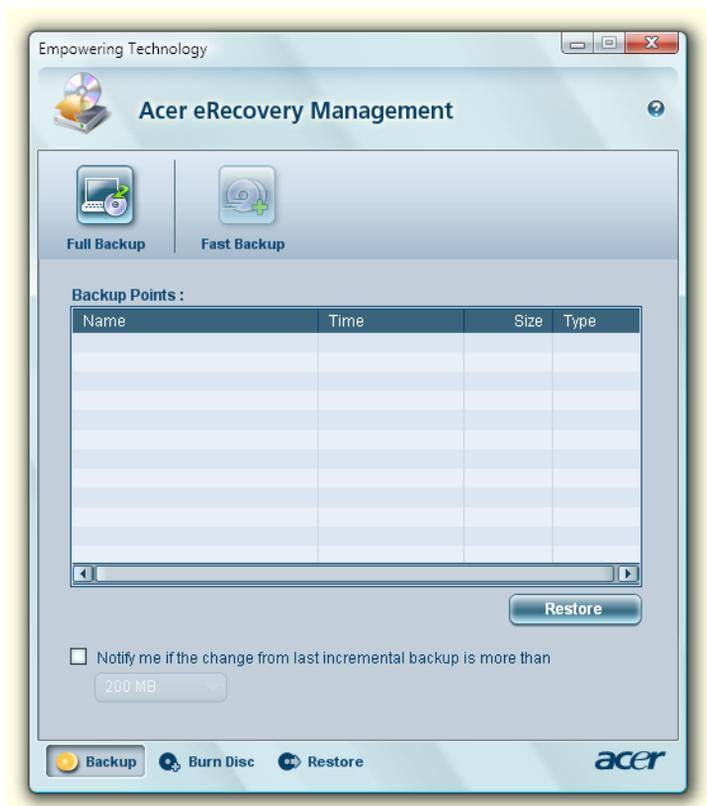 Empowering Technology
Acer eRecovery Management
Full Backup Fast Backup
Backup Points :
Name Time Size Type
Restore
Notify me if the change from last incremental backup is more than
200 MB
Backup Burn Disc Restore acer